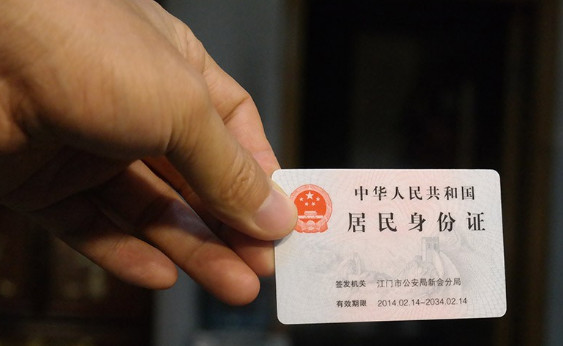 中华人民共和国
居民身份证
签发机关 江门市公安局新会分局
有效期限 2014.02.14~2034.02.14